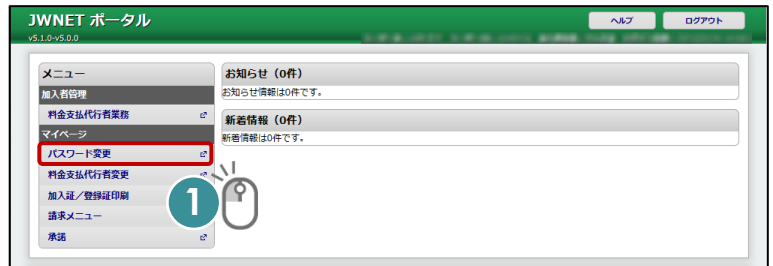 JWNET ポータル
ヘルプ
ログアウト
v5.1.0-v5.0.0
メニュー
加入者管理
料金支払代行者業務
マイページ
パスワード変更
料金支払代行者変更
加入証／登録証印刷
請求メニュー
承諾
お知らせ（0件）
お知らせ情報は0件です。
新着情報（0件）
新着情報は0件です。
1